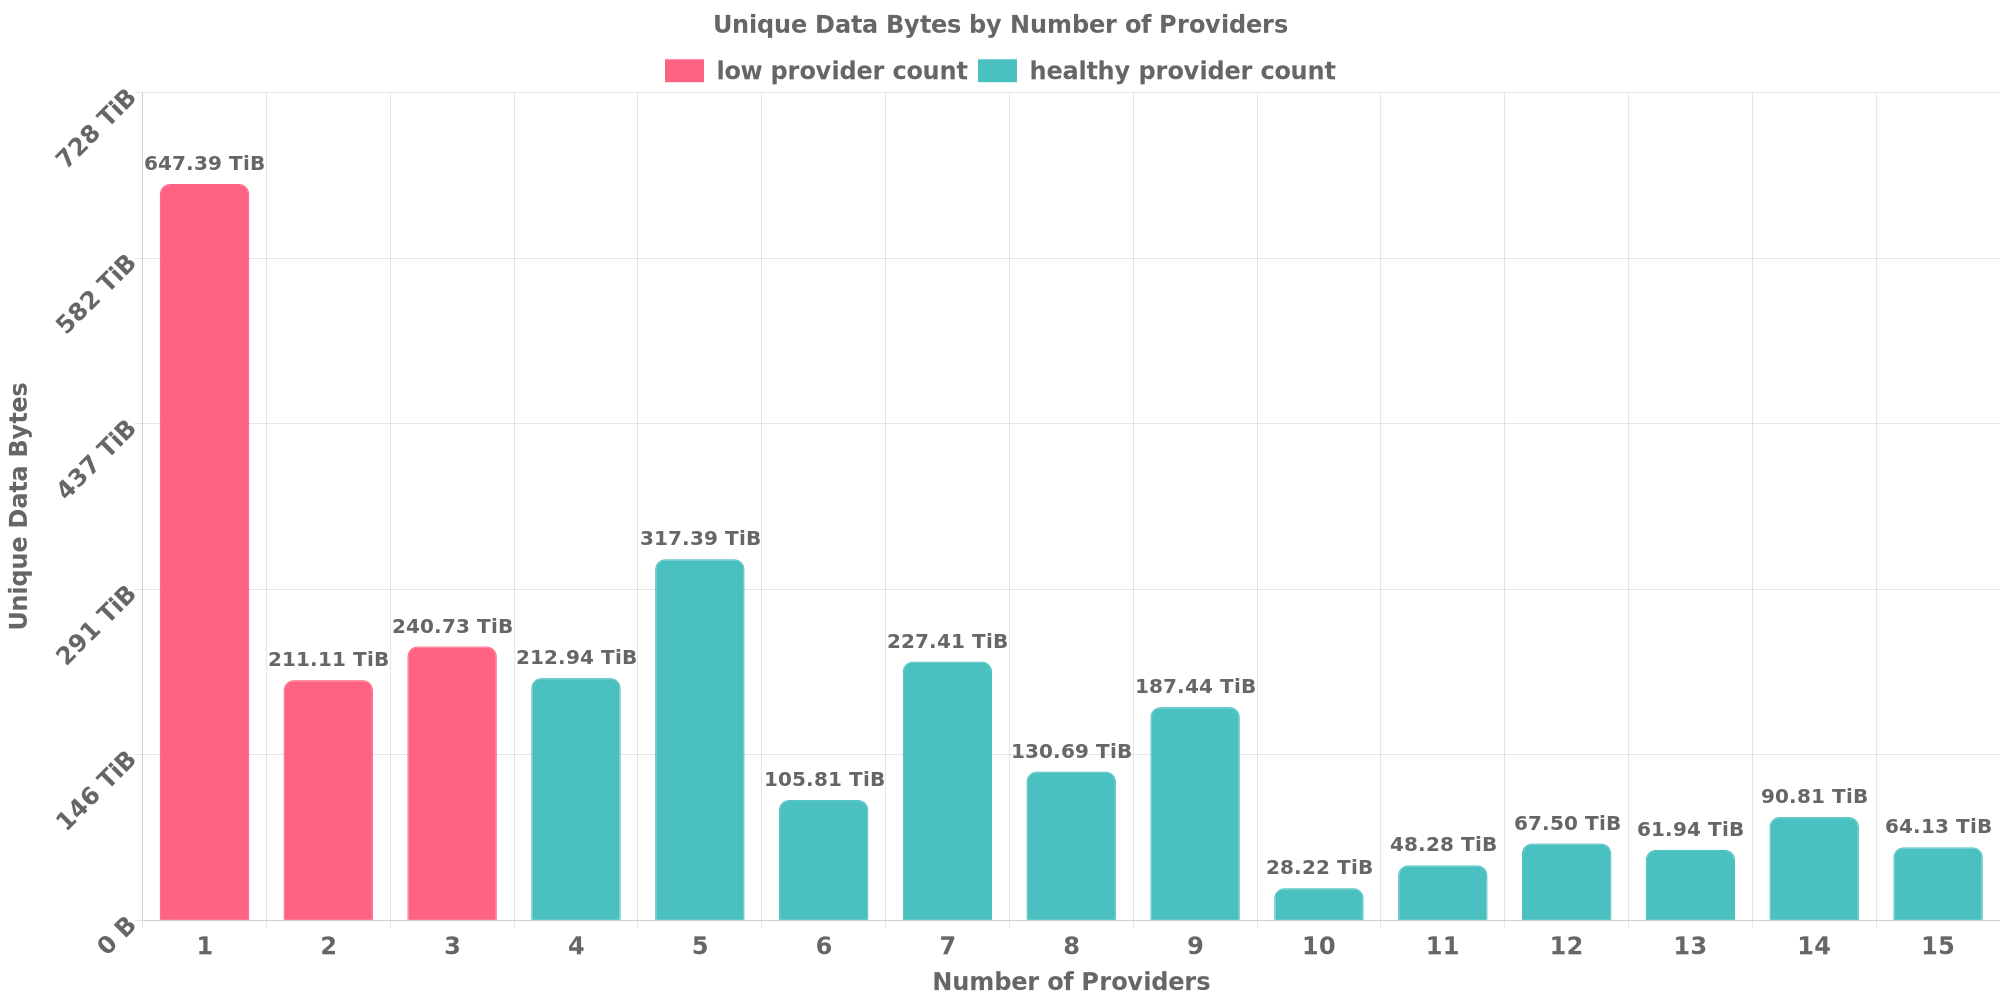 Unique Data Bytes by Number of Providers
low provider count healthy provider count
728 TiB
582 TiB
437 TiB
291 TiB
146 TiB
0 B
Unique Data Bytes
647.39 TiB
211.11 TiB
240.73 TiB
212.94 TiB
317.39 TiB
105.81 TiB
227.41 TiB
130.69 TiB
187.44 TiB
28.22 TiB
48.28 TiB
67.50 TiB
61.94 TiB
90.81 TiB
64.13 TiB
1 2 3 4 5 6 7 8 9 10 11 12 13 14 15
Number of Providers